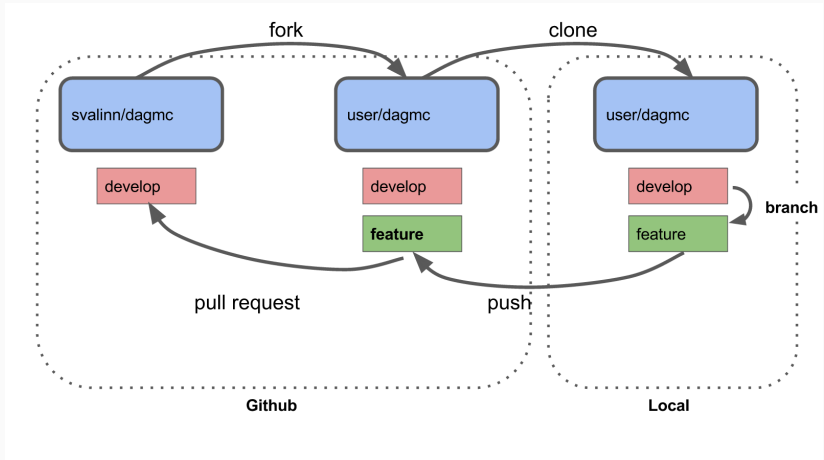 fork
clone
svalinn/dagmc
user/dagmc
user/dagmc
develop
develop
develop
branch
feature
feature
pull request
push
Github
Local